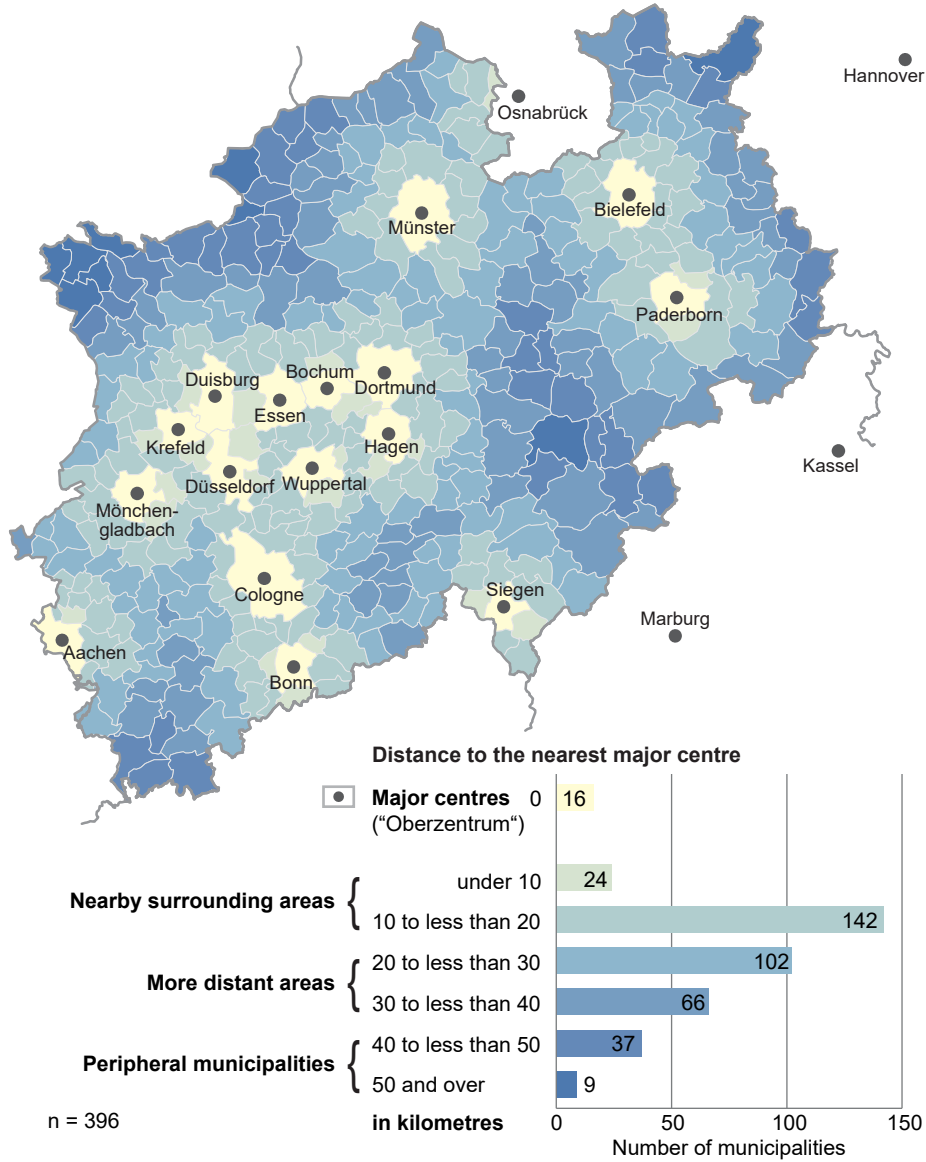 Hannover
Osnabrück
Bielefeld
Münster
Paderborn
Bochum
Duisburg
Dortmund
Essen
Krefeld
Hagen
Kassel
Düsseldorf
Wuppertal
Mönchen-
gladbach
Cologne
Siegen
Marburg
Aachen
Bonn
Distance to the nearest major centre
Major centres 0 16
(“Oberzentrum“)
Nearby surrounding areas {
under 10 24
10 to less than 20 142
More distant areas {
20 to less than 30 102
30 to less than 40 66
Peripheral municipalities {
40 to less than 50 37
50 and over 9
n = 396
in kilometres
0 50 100 150
Number of municipalities